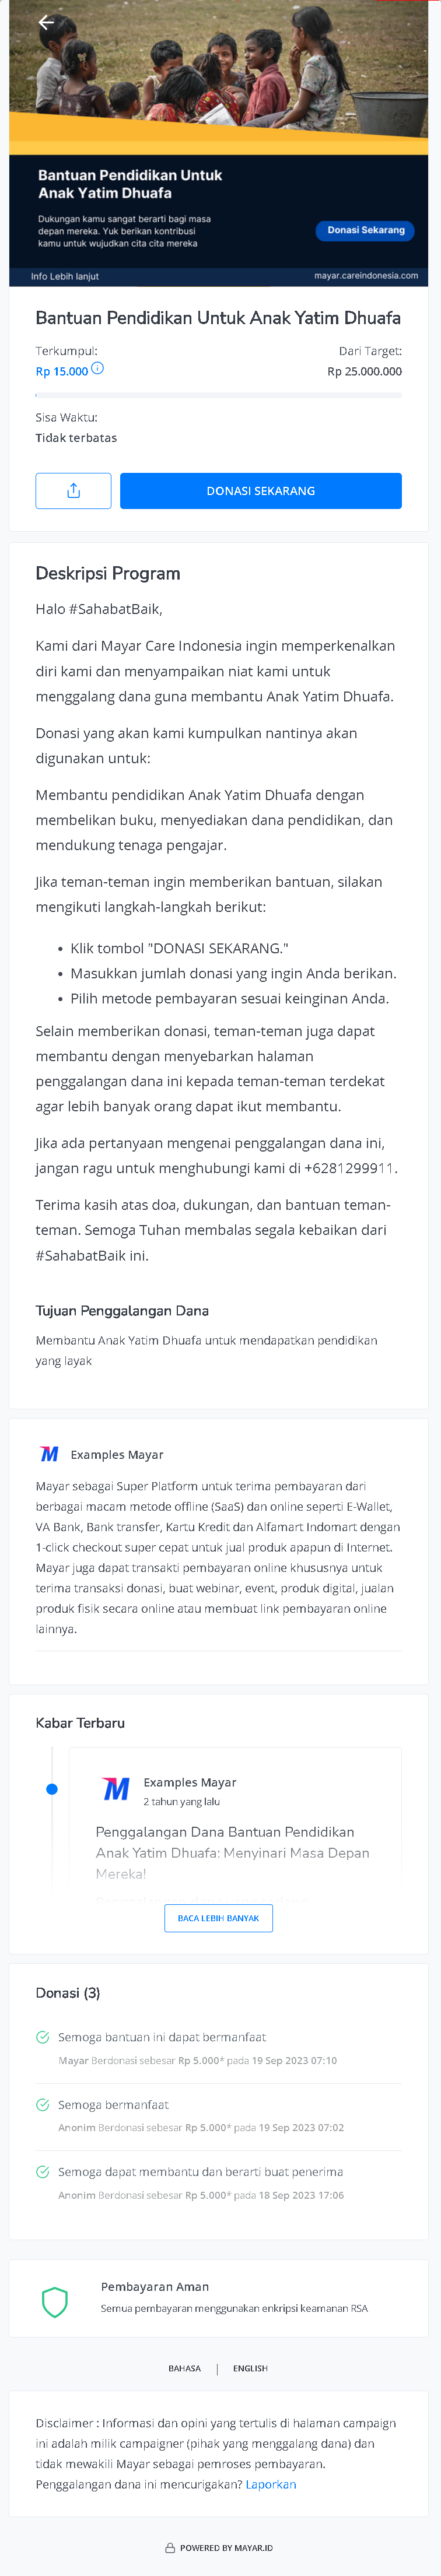 Bantuan Pendidikan Untuk
Anak Yatim Dhuafa
Dukungan kamu sangat berarti bagi masa
depan mereka. Yuk berikan kontribusi
kamu untuk wujudkan cita cita mereka
Donasi Sekarang
Info Lebih lanjut
mayar.careindonesia.com
Bantuan Pendidikan Untuk Anak Yatim Dhuafa
Terkumpul:
Dari Target:
Rp 15.000
Rp 25.000.000
Sisa Waktu:
Tidak terbatas
DONASI SEKARANG
Deskripsi Program
Halo #SahabatBaik,
Kami dari Mayar Care Indonesia ingin memperkenalkan
diri kami dan menyampaikan niat kami untuk
menggalang dana guna membantu Anak Yatim Dhuafa.
Donasi yang akan kami kumpulkan nantinya akan
digunakan untuk:
Membantu pendidikan Anak Yatim Dhuafa dengan
membelikan buku, menyediakan dana pendidikan, dan
mendukung tenaga pengajar.
Jika teman-teman ingin memberikan bantuan, silakan
mengikuti langkah-langkah berikut:
• Klik tombol "DONASI SEKARANG."
• Masukkan jumlah donasi yang ingin Anda berikan.
• Pilih metode pembayaran sesuai keinginan Anda.
Selain memberikan donasi, teman-teman juga dapat
membantu dengan menyebarkan halaman
penggalangan dana ini kepada teman-teman terdekat
agar lebih banyak orang dapat ikut membantu.
Jika ada pertanyaan mengenai penggalangan dana ini,
jangan ragu untuk menghubungi kami di +6281299911.
Terima kasih atas doa, dukungan, dan bantuan teman-
teman. Semoga Tuhan membalas segala kebaikan dari
#SahabatBaik ini.
Tujuan Penggalangan Dana
Membantu Anak Yatim Dhuafa untuk mendapatkan pendidikan
yang layak
Examples Mayar
Mayar sebagai Super Platform untuk terima pembayaran dari
berbagai macam metode offline (SaaS) dan online seperti E-Wallet,
VA Bank, Bank transfer, Kartu Kredit dan Alfamart Indomart dengan
1-click checkout super cepat untuk jual produk apapun di Internet.
Mayar juga dapat transakti pembayaran online khususnya untuk
terima transaksi donasi, buat webinar, event, produk digital, jualan
produk fisik secara online atau membuat link pembayaran online
lainnya.
Kabar Terbaru
Examples Mayar
2 tahun yang lalu
Penggalangan Dana Bantuan Pendidikan
Anak Yatim Dhuafa: Menyinari Masa Depan
Mereka!
BACA LEBIH BANYAK
Donasi (3)
Semoga bantuan ini dapat bermanfaat
Mayar Berdonasi sebesar Rp 5.000* pada 19 Sep 2023 07:10
Semoga bermanfaat
Anonim Berdonasi sebesar Rp 5.000* pada 19 Sep 2023 07:02
Semoga dapat membantu dan berarti buat penerima
Anonim Berdonasi sebesar Rp 5.000* pada 18 Sep 2023 17:06
Pembayaran Aman
Semua pembayaran menggunakan enkripsi keamanan RSA
BAHASA | ENGLISH
Disclaimer : Informasi dan opini yang tertulis di halaman campaign
ini adalah milik campaigner (pihak yang menggalang dana) dan
tidak mewakili Mayar sebagai pemroses pembayaran.
Penggalangan dana ini mencurigakan? Laporkan
POWERED BY MAYAR.ID